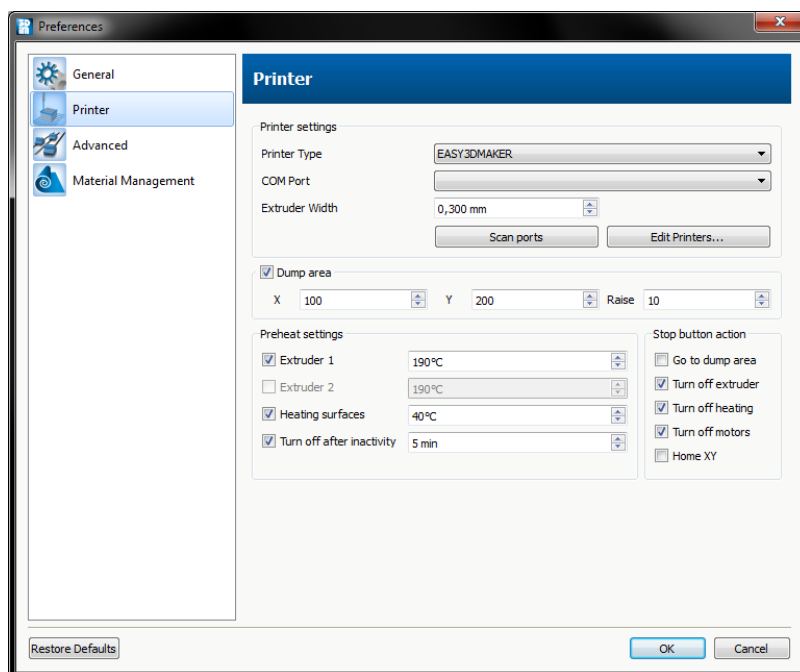 Preferences
General
Printer
Advanced
Material Management
Printer
Printer settings
Printer Type EASY3DMAKER
COM Port
Extruder Width 0,300 mm
Scan ports Edit Printers...
Dump area
X 100 Y 200 Raise 10
Preheat settings
Extruder 1 190°C
Extruder 2 190°C
Heating surfaces 40°C
Turn off after inactivity 5 min
Stop button action
Go to dump area
Turn off extruder
Turn off heating
Turn off motors
Home XY
Restore Defaults OK Cancel